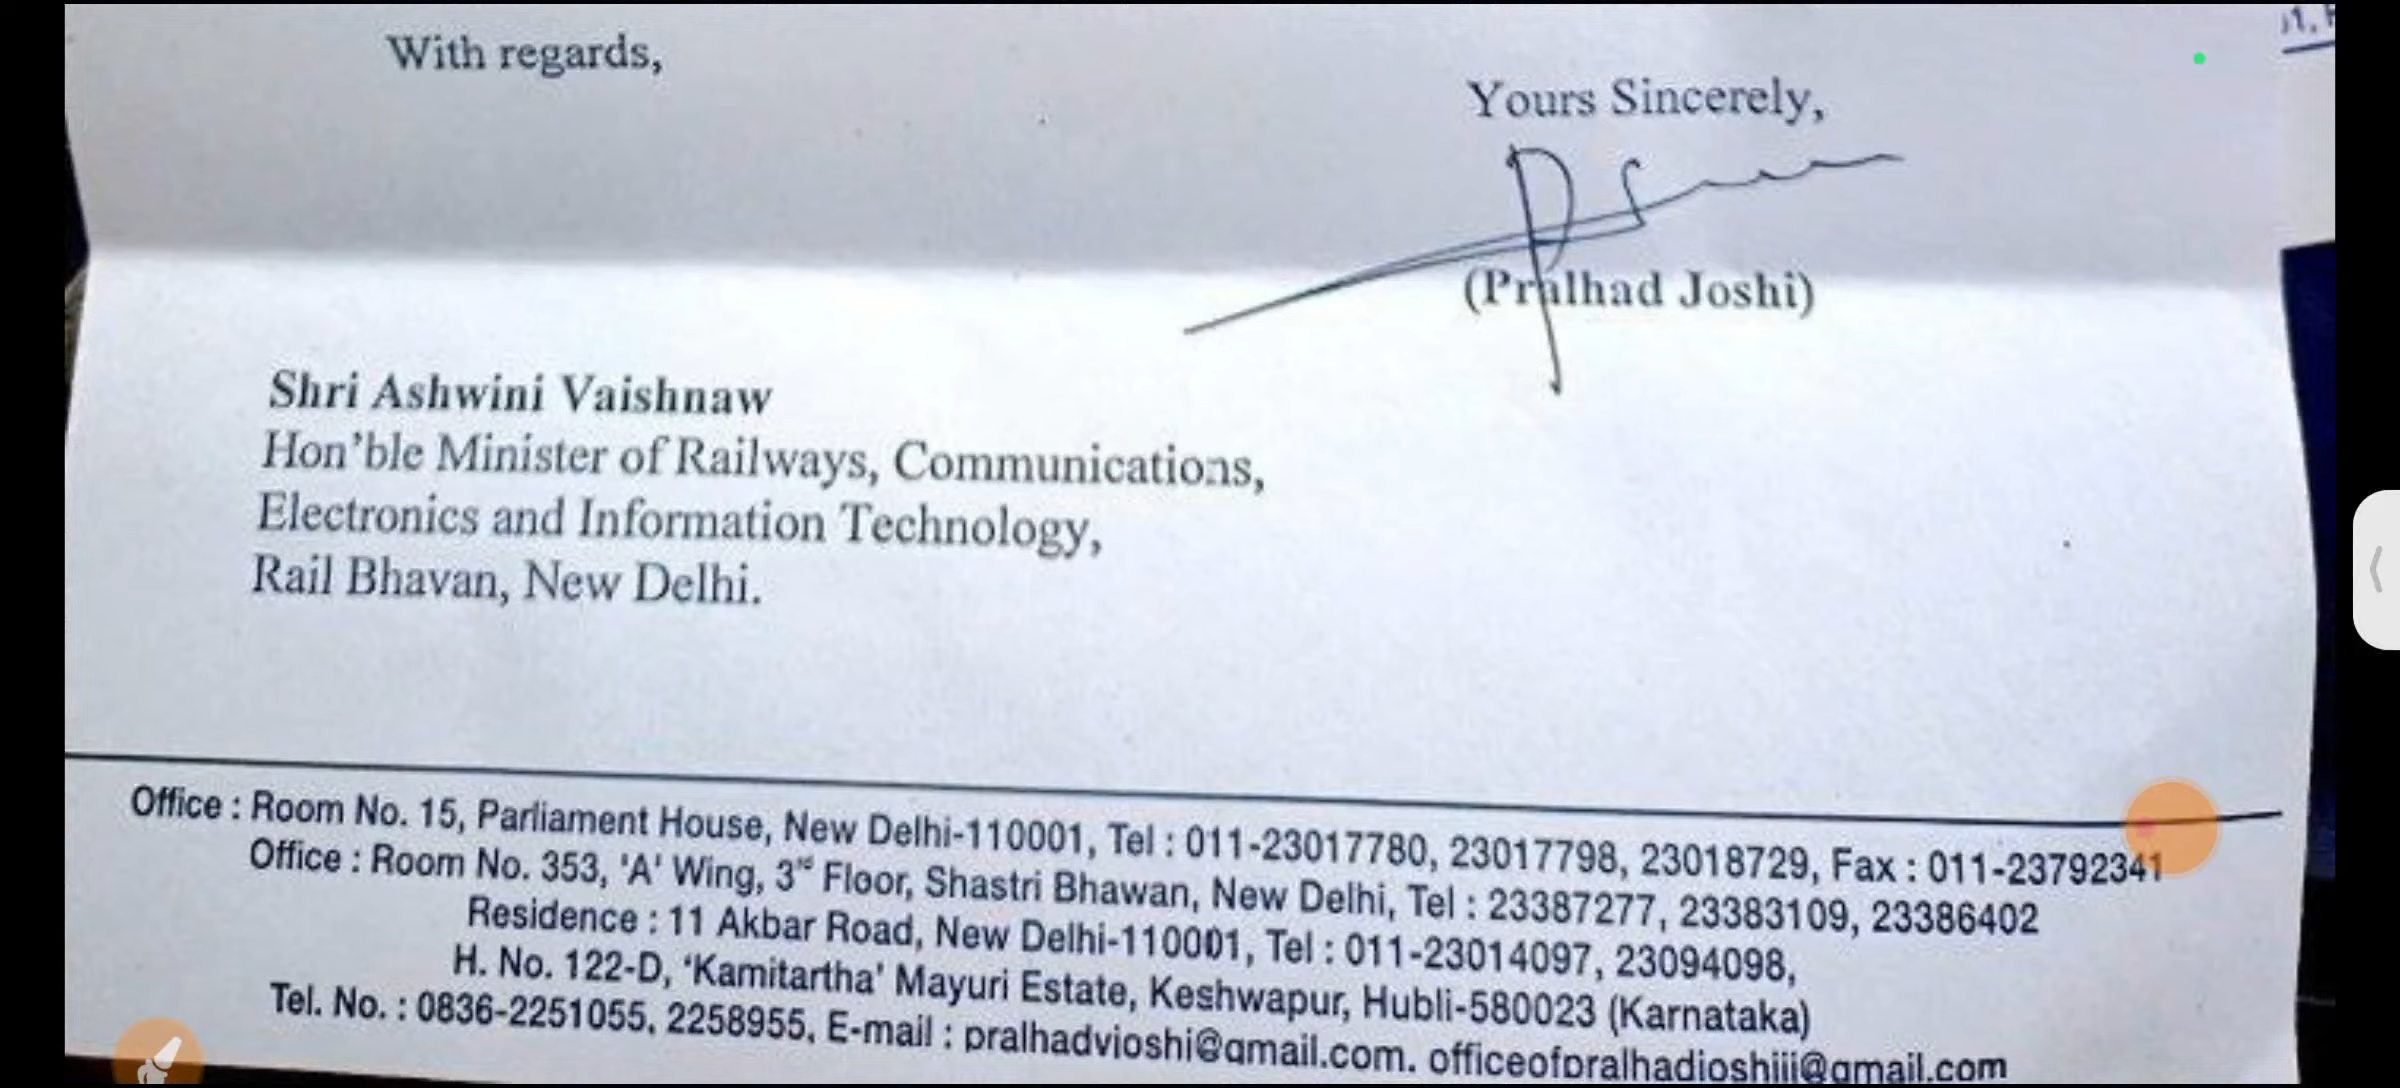 With regards,
Yours Sincerely,
(Pralhad Joshi)
Shri Ashwini Vaishnaw
Hon'ble Minister of Railways, Communications,
Electronics and Information Technology,
Rail Bhavan, New Delhi.
Office : Room No. 15, Parliament House, New Delhi-110001, Tel : 011-23017780, 23017798, 23018729, Fax : 011-23792341
Office : Room No. 353, 'A' Wing, 3rd Floor, Shastri Bhawan, New Delhi, Tel : 23387277, 23383109, 23386402
Residence : 11 Akbar Road, New Delhi-110001, Tel : 011-23014097, 23094098,
H. No. 122-D, 'Kamitartha' Mayuri Estate, Keshwapur, Hubli-580023 (Karnataka)
Tel. No. : 0836-2251055, 2258955, E-mail : pralhadvjoshi@gmail.com,